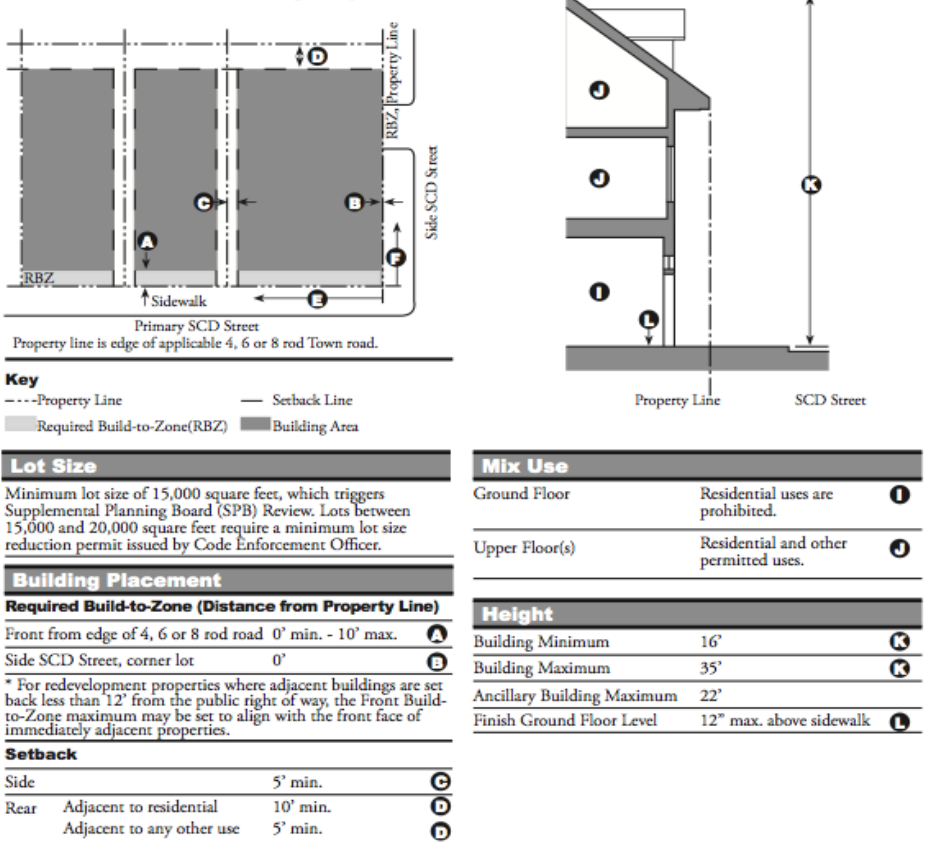 D
RBZ, Property Line
C
B
Side SCD Street
A
F
RBZ
Sidewalk
E
Primary SCD Street
Property line is edge of applicable 4, 6 or 8 rod Town road.
Key
Property Line
Setback Line
Required Build-to-Zone(RBZ)
Building Area
J
J
K
I
L
Property Line
SCD Street
Lot Size
Minimum lot size of 15,000 square feet, which triggers
Supplemental Planning Board (SPB) Review. Lots between
15,000 and 20,000 square feet require a minimum lot size
reduction permit issued by Code Enforcement Officer.
Building Placement
Required Build-to-Zone (Distance from Property Line)
Front from edge of 4, 6 or 8 rod road 0’ min. - 10’ max. A
Side SCD Street, corner lot 0’ B
* For redevelopment properties where adjacent buildings are set
back less than 12’ from the public right of way, the Front Build-
to-Zone maximum may be set to align with the front face of
immediately adjacent properties.
Setback
Side 5’ min. C
Rear Adjacent to residential 10’ min. D
Adjacent to any other use 5’ min. D
Mix Use
Ground Floor Residential uses are I
prohibited.
Upper Floor(s) Residential and other J
permitted uses.
Height
Building Minimum 16’ K
Building Maximum 35’ K
Ancillary Building Maximum 22’
Finish Ground Floor Level 12” max. above sidewalk L